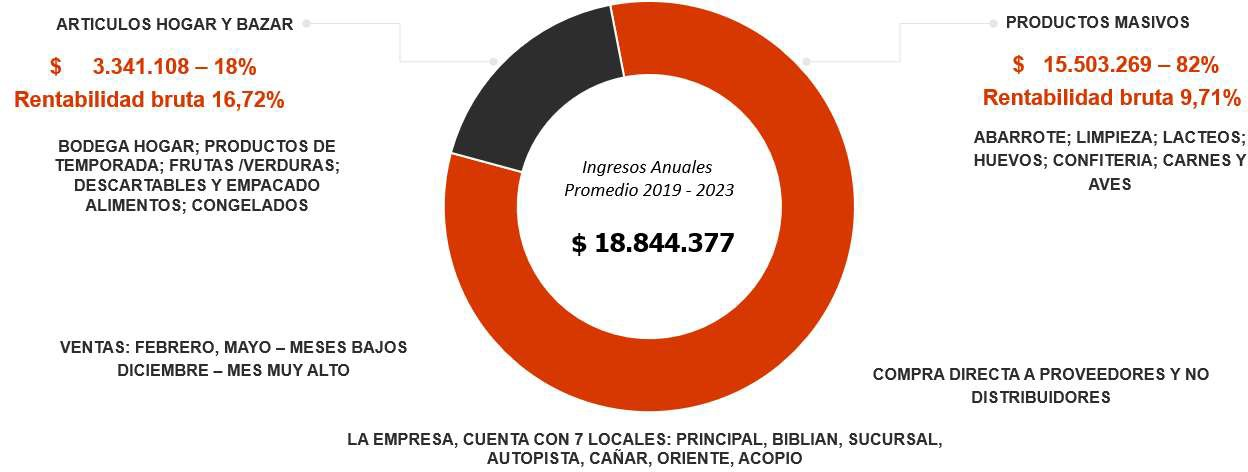 ARTICULOS HOGAR Y BAZAR
$ 3.341.108 – 18%
Rentabilidad bruta 16,72%
BODEGA HOGAR; PRODUCTOS DE
TEMPORADA; FRUTAS /VERDURAS;
DESCARTABLES Y EMPACADO
ALIMENTOS; CONGELADOS
PRODUCTOS MASIVOS
$ 15.503.269 – 82%
Rentabilidad bruta 9,71%
ABARROTE; LIMPIEZA; LACTEOS;
HUEVOS; CONFITERIA; CARNES Y
AVES
Ingresos Anuales
Promedio 2019 - 2023
$ 18.844.377
VENTAS: FEBRERO, MAYO – MESES BAJOS
DICIEMBRE – MES MUY ALTO
COMPRA DIRECTA A PROVEEDORES Y NO
DISTRIBUIDORES
LA EMPRESA, CUENTA CON 7 LOCALES: PRINCIPAL, BIBLIAN, SUCURSAL,
AUTOPISTA, CAÑAR, ORIENTE, ACOPIO